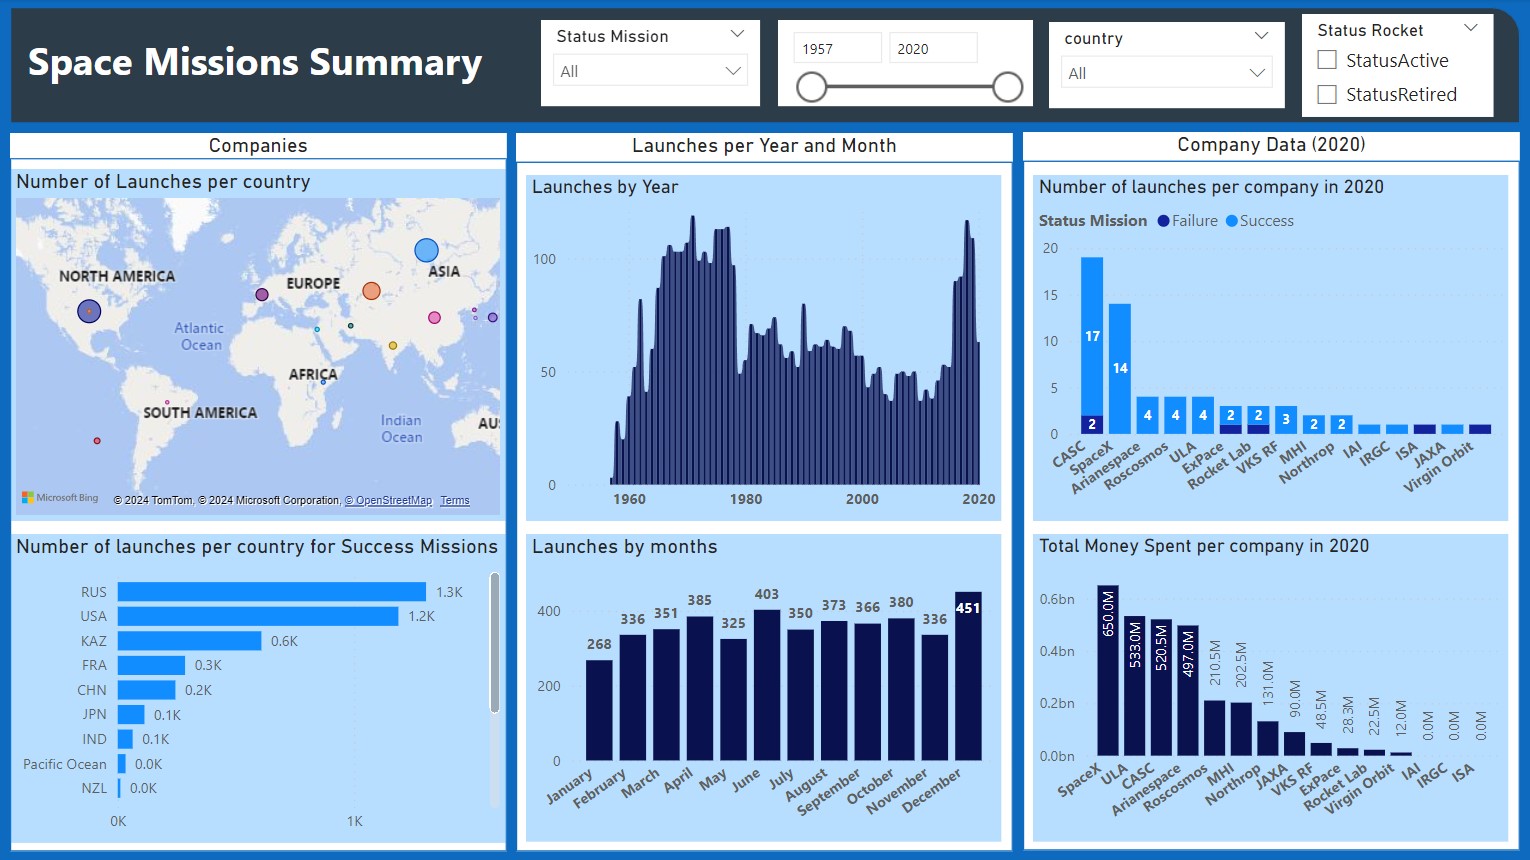 Space Missions Summary
Status Mission
All
1957
2020
country
All
Status Rocket
StatusActive
StatusRetired
Companies
Number of Launches per country
NORTH AMERICA
EUROPE
ASIA
Atlantic
Ocean
AFRICA
SOUTH AMERICA
Indian
Ocean
AUS
Microsoft Bing
© 2024 TomTom, © 2024 Microsoft Corporation, © OpenStreetMap Terms
Number of launches per country for Success Missions
RUS 1.3K
USA 1.2K
KAZ 0.6K
FRA 0.3K
CHN 0.2K
JPN 0.1K
IND 0.1K
Pacific Ocean 0.0K
NZL 0.0K
0K 1K
Launches per Year and Month
Launches by Year
100
50
0
1960 1980 2000 2020
Launches by months
400
200
0
268 336 351 385 325 403 350 373 366 380 336 451
January February March April May June July August September October November December
Company Data (2020)
Number of launches per company in 2020
Status Mission Failure Success
20
15
10
5
0
17
2
14
4 4 4 2 2 3 2 2
CASC SpaceX Arianespace Roscosmos ULA ExPace Rocket Lab VKS RF MHI Northrop IAI IRGC ISA JAXA Virgin Orbit
Total Money Spent per company in 2020
0.6bn
0.4bn
0.2bn
0.0bn
650.0M 533.0M 520.5M 497.0M 210.5M 202.5M 131.0M 90.0M 48.5M 28.3M 22.5M 12.0M 0.0M 0.0M 0.0M
SpaceX ULA CASC Arianespace Roscosmos MHI Northrop JAXA VKS RF ExPace Rocket Lab Virgin Orbit IAI IRGC ISA